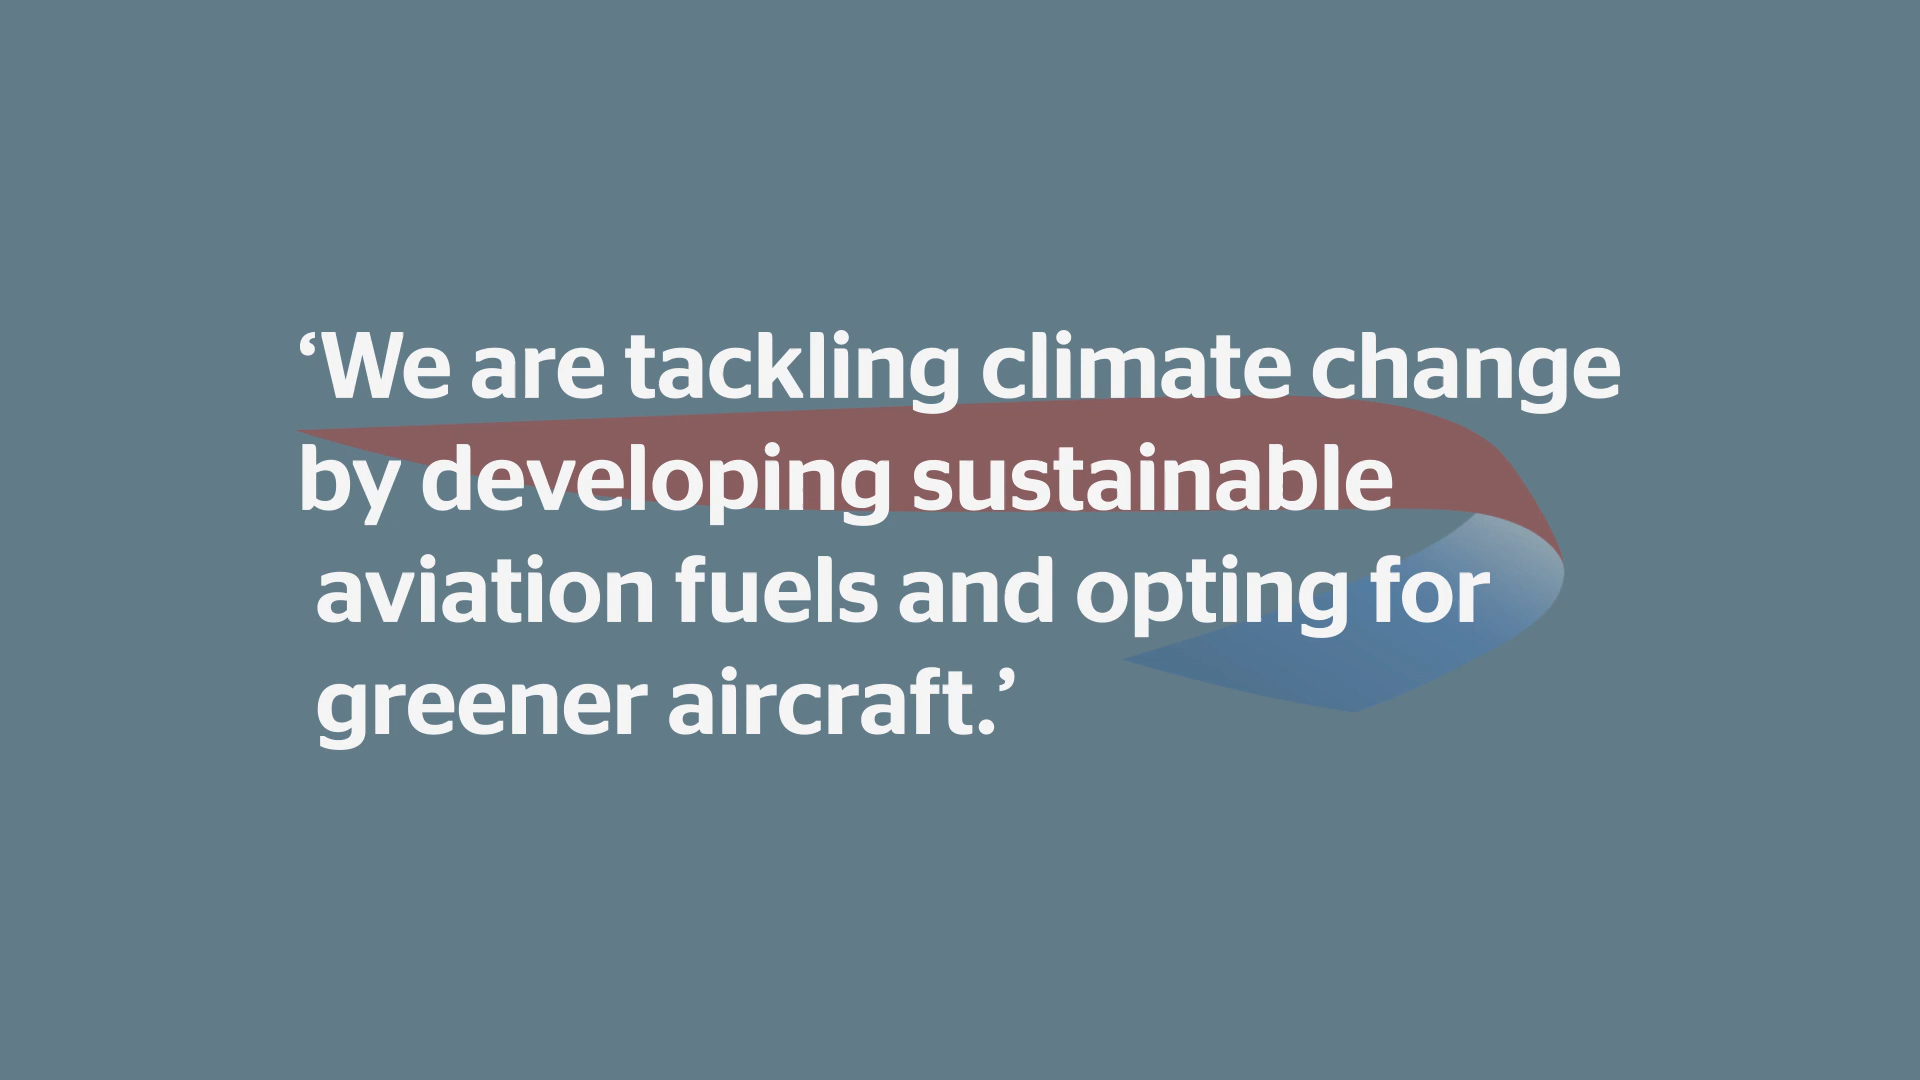 ‘We are tackling climate change
by developing sustainable
aviation fuels and opting for
greener aircraft.’